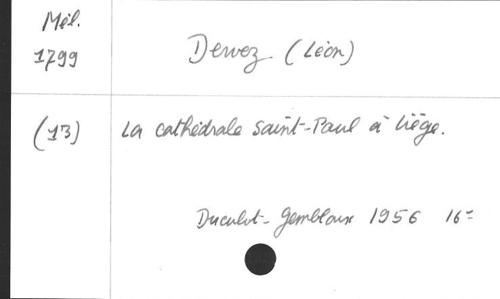 Mél.
1799
Dewez (Léon)
(13)
La cathédrale Saint-Paul à Liège.
Duculot-Gembloux 1956 16°